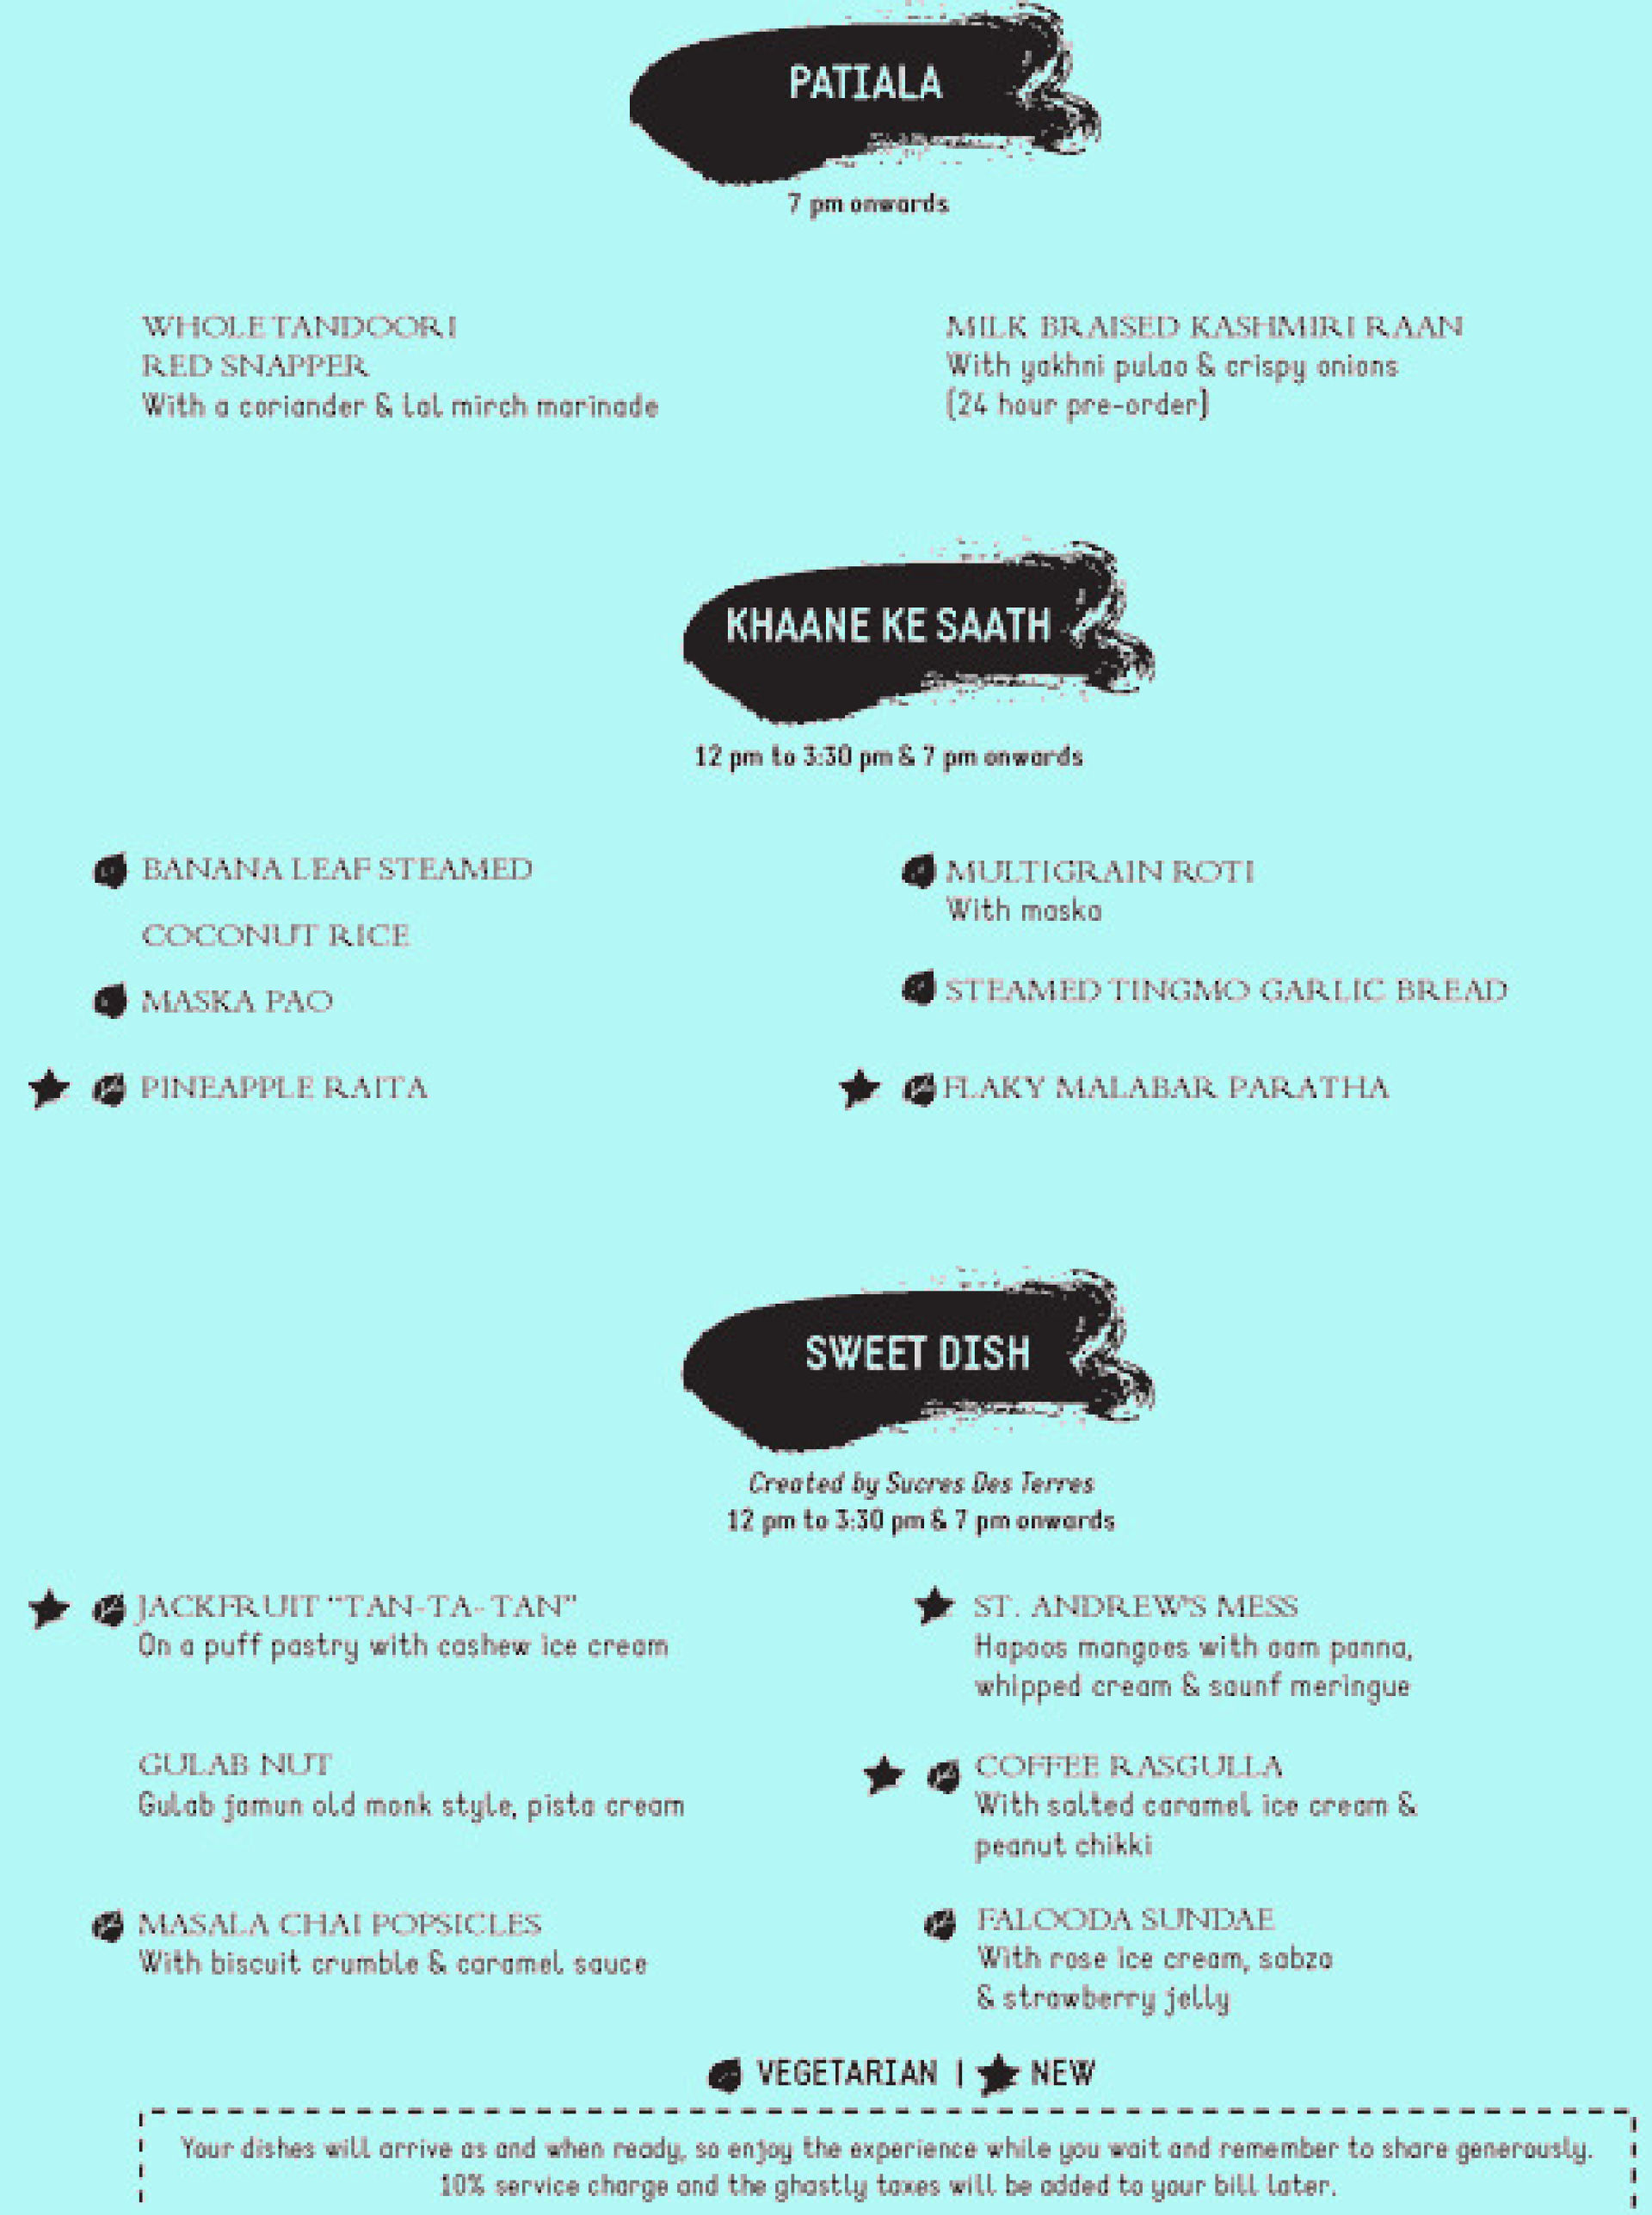 PATIALA
7 pm onwards
WHOLE TANDOORI
RED SNAPPER
With a coriander & lal mirch marinade
MILK BRAISED KASHMIRI RAAN
With yakhni pulao & crispy onions
(24 hour pre-order)
KHAANE KE SAATH
12 pm to 3:30 pm & 7 pm onwards
BANANA LEAF STEAMED
COCONUT RICE
MASKA PAO
PINEAPPLE RAITA
MULTIGRAIN ROTI
With maska
STEAMED TINGMO GARLIC BREAD
FLAKY MALABAR PARATHA
SWEET DISH
Created by Sucres Des Terres
12 pm to 3:30 pm & 7 pm onwards
JACKFRUIT "TAN-TA-TAN"
On a puff pastry with cashew ice cream
GULAB NUT
Gulab jamun old monk style, pista cream
MASALA CHAI POPSICLES
With biscuit crumble & caramel sauce
ST. ANDREW'S MESS
Hapoos mangoes with aam panna,
whipped cream & saunf meringue
COFFEE RASGULLA
With salted caramel ice cream &
peanut chikki
FALOODA SUNDAE
With rose ice cream, sabza
& strawberry jelly
VEGETARIAN | NEW
Your dishes will arrive as and when ready, so enjoy the experience while you wait and remember to share generously.
10% service charge and the ghastly taxes will be added to your bill later.